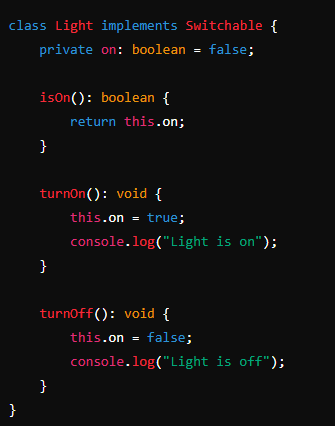 class Light implements Switchable {
    private on: boolean = false;

    isOn(): boolean {
        return this.on;
    }

    turnOn(): void {
        this.on = true;
        console.log("Light is on");
    }

    turnOff(): void {
        this.on = false;
        console.log("Light is off");
    }
}